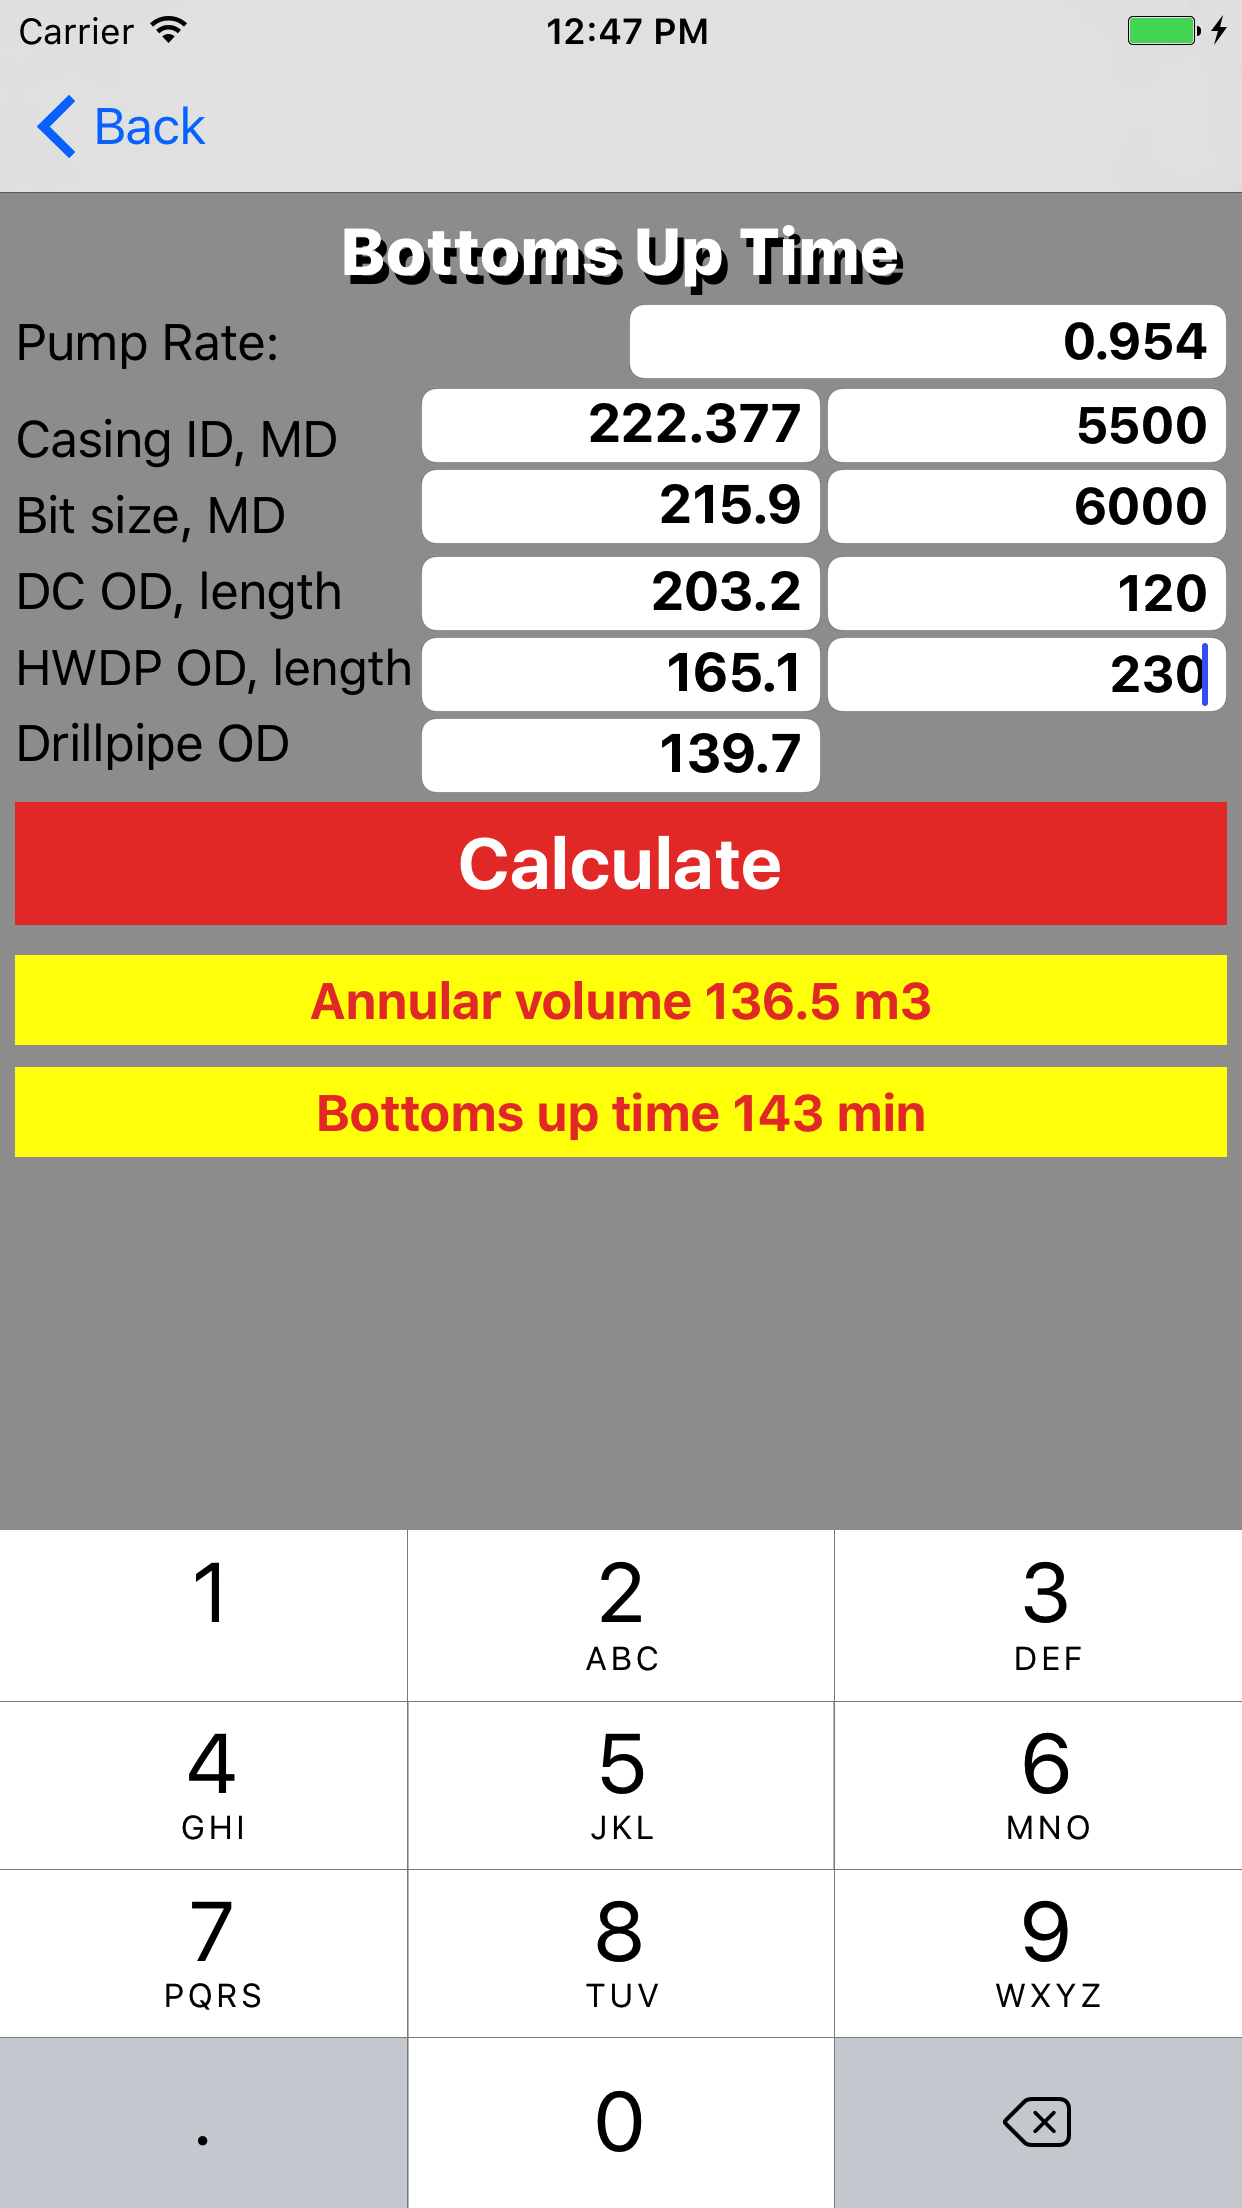 Carrier 12:47 PM
Back
Bottoms Up Time
Pump Rate: 0.954
Casing ID, MD 222.377 5500
Bit size, MD 215.9 6000
DC OD, length 203.2 120
HWDP OD, length 165.1 230
Drillpipe OD 139.7
Calculate
Annular volume 136.5 m3
Bottoms up time 143 min
1 2 3
ABC DEF
4 5 6
GHI JKL MNO
7 8 9
PQRS TUV WXYZ
. 0